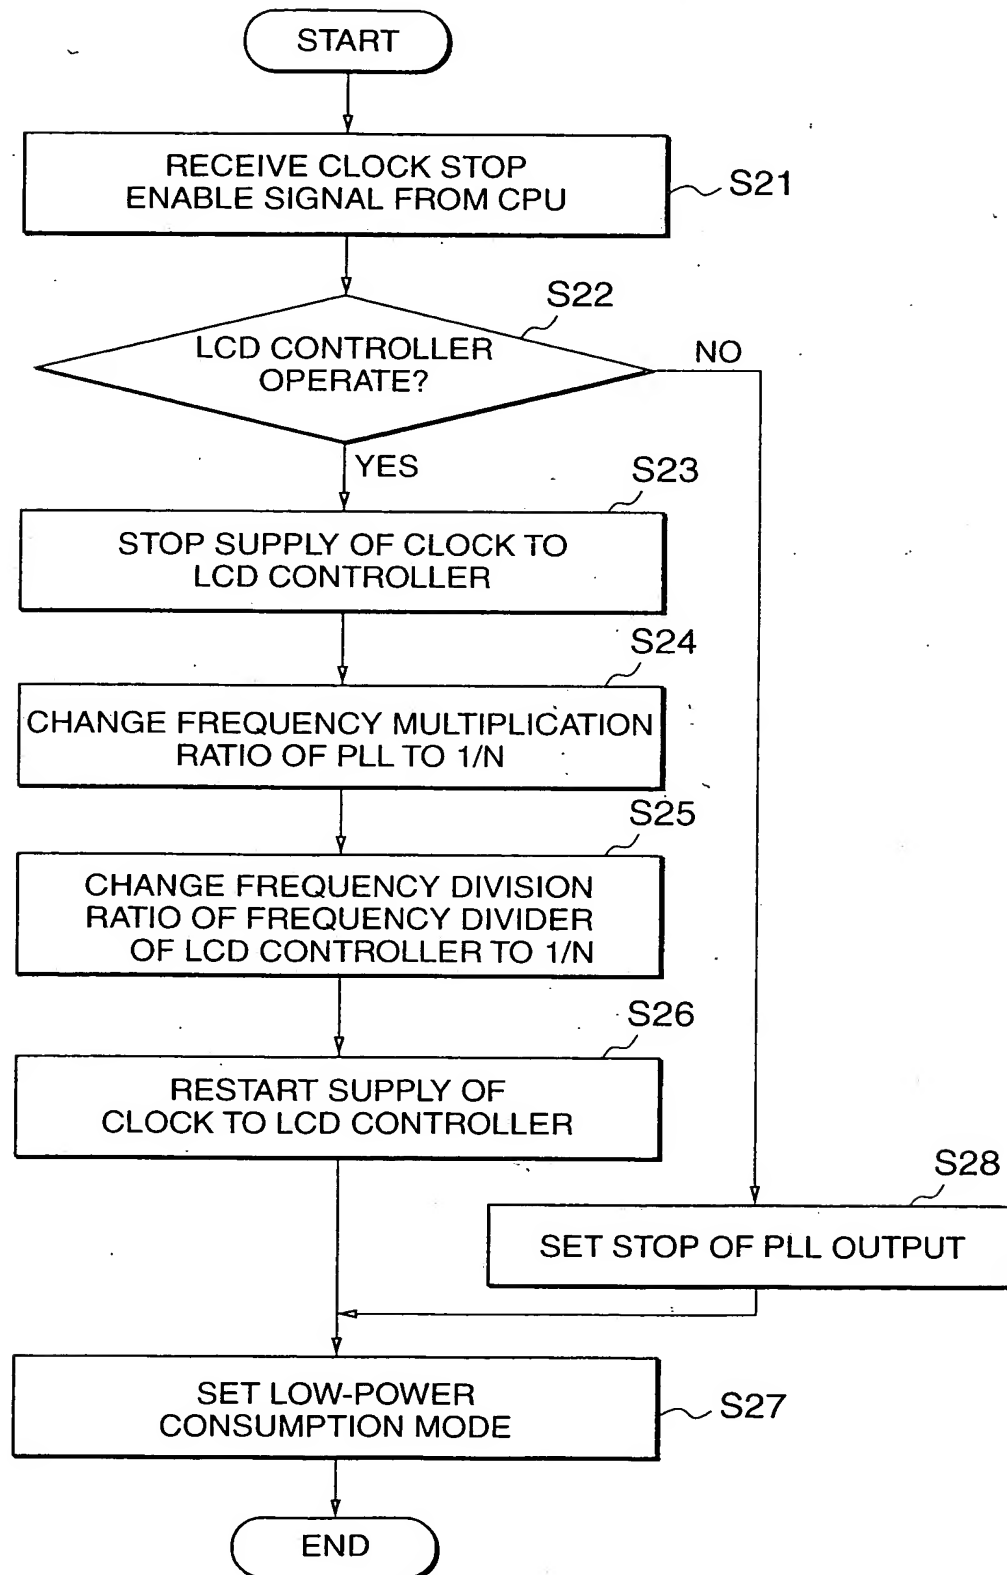 START
RECEIVE CLOCK STOP
ENABLE SIGNAL FROM CPU
S21
S22
LCD CONTROLLER
OPERATE?
NO
YES
S23
STOP SUPPLY OF CLOCK TO
LCD CONTROLLER
S24
CHANGE FREQUENCY MULTIPLICATION
RATIO OF PLL TO 1/N
S25
CHANGE FREQUENCY DIVISION
RATIO OF FREQUENCY DIVIDER
OF LCD CONTROLLER TO 1/N
S26
RESTART SUPPLY OF
CLOCK TO LCD CONTROLLER
S28
SET STOP OF PLL OUTPUT
SET LOW-POWER
CONSUMPTION MODE
S27
END